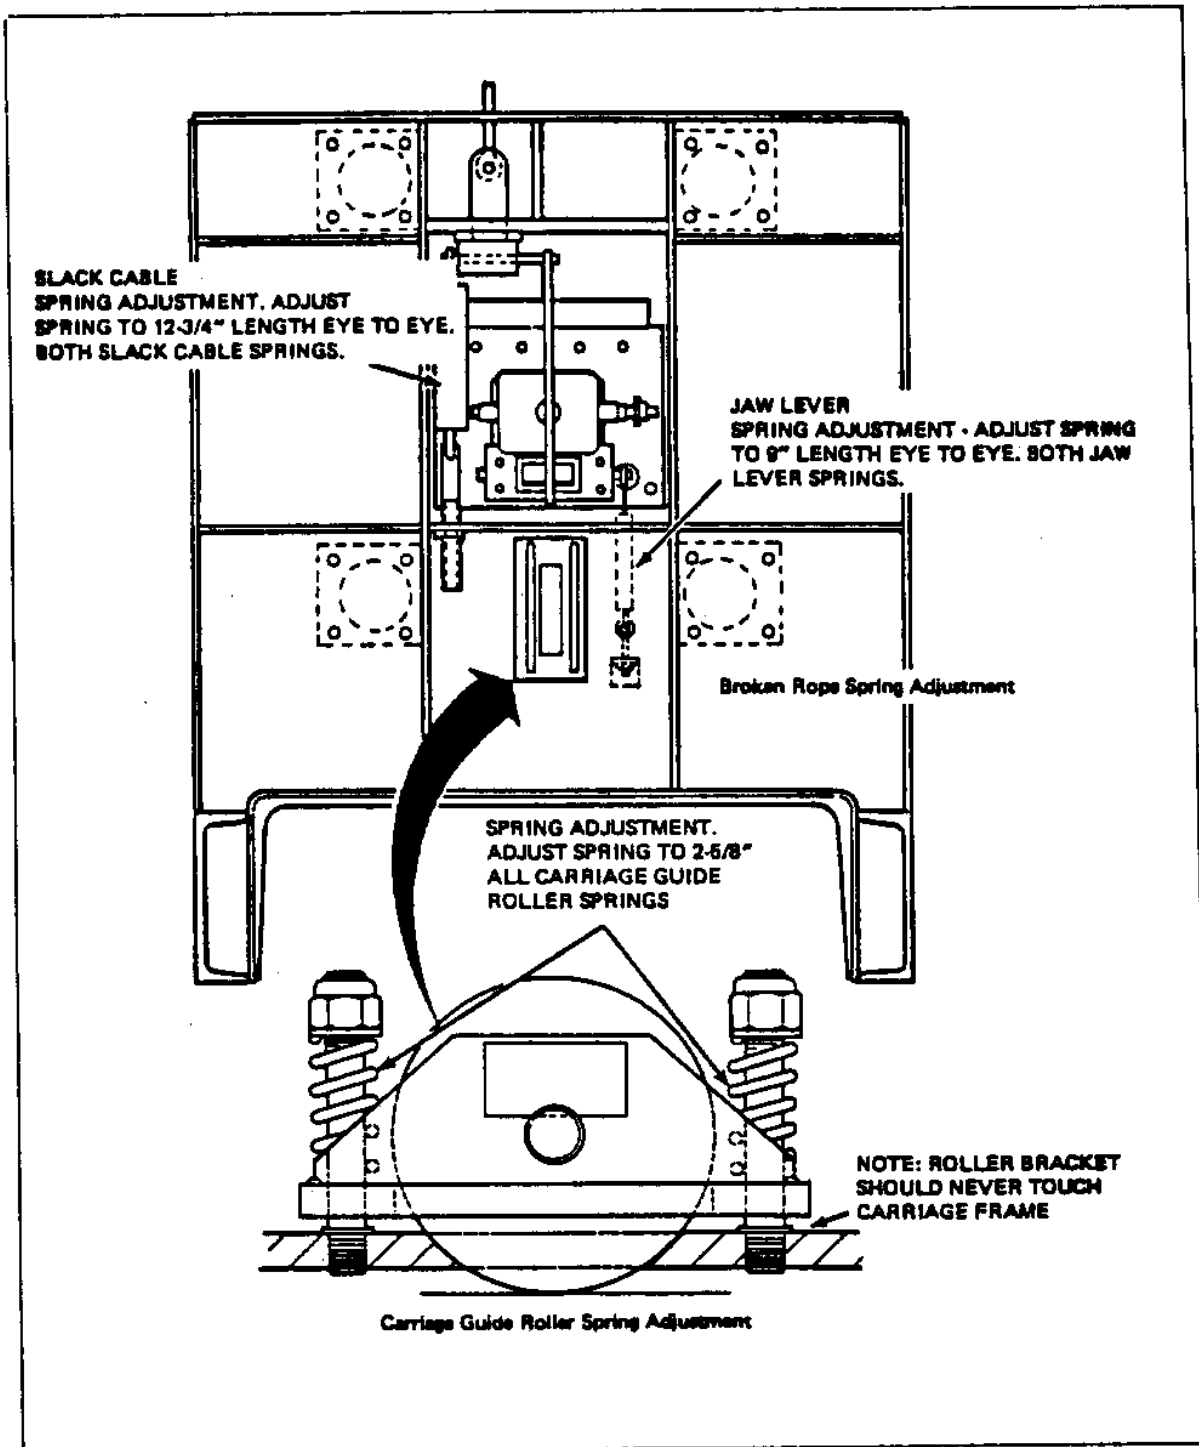 SLACK CABLE
SPRING ADJUSTMENT. ADJUST
SPRING TO 12-3/4" LENGTH EYE TO EYE.
BOTH SLACK CABLE SPRINGS.
JAW LEVER
SPRING ADJUSTMENT - ADJUST SPRING
TO 9" LENGTH EYE TO EYE. BOTH JAW
LEVER SPRINGS.
Broken Rope Spring Adjustment
SPRING ADJUSTMENT.
ADJUST SPRING TO 2-5/8"
ALL CARRIAGE GUIDE
ROLLER SPRINGS
NOTE: ROLLER BRACKET
SHOULD NEVER TOUCH
CARRIAGE FRAME
Carriage Guide Roller Spring Adjustment